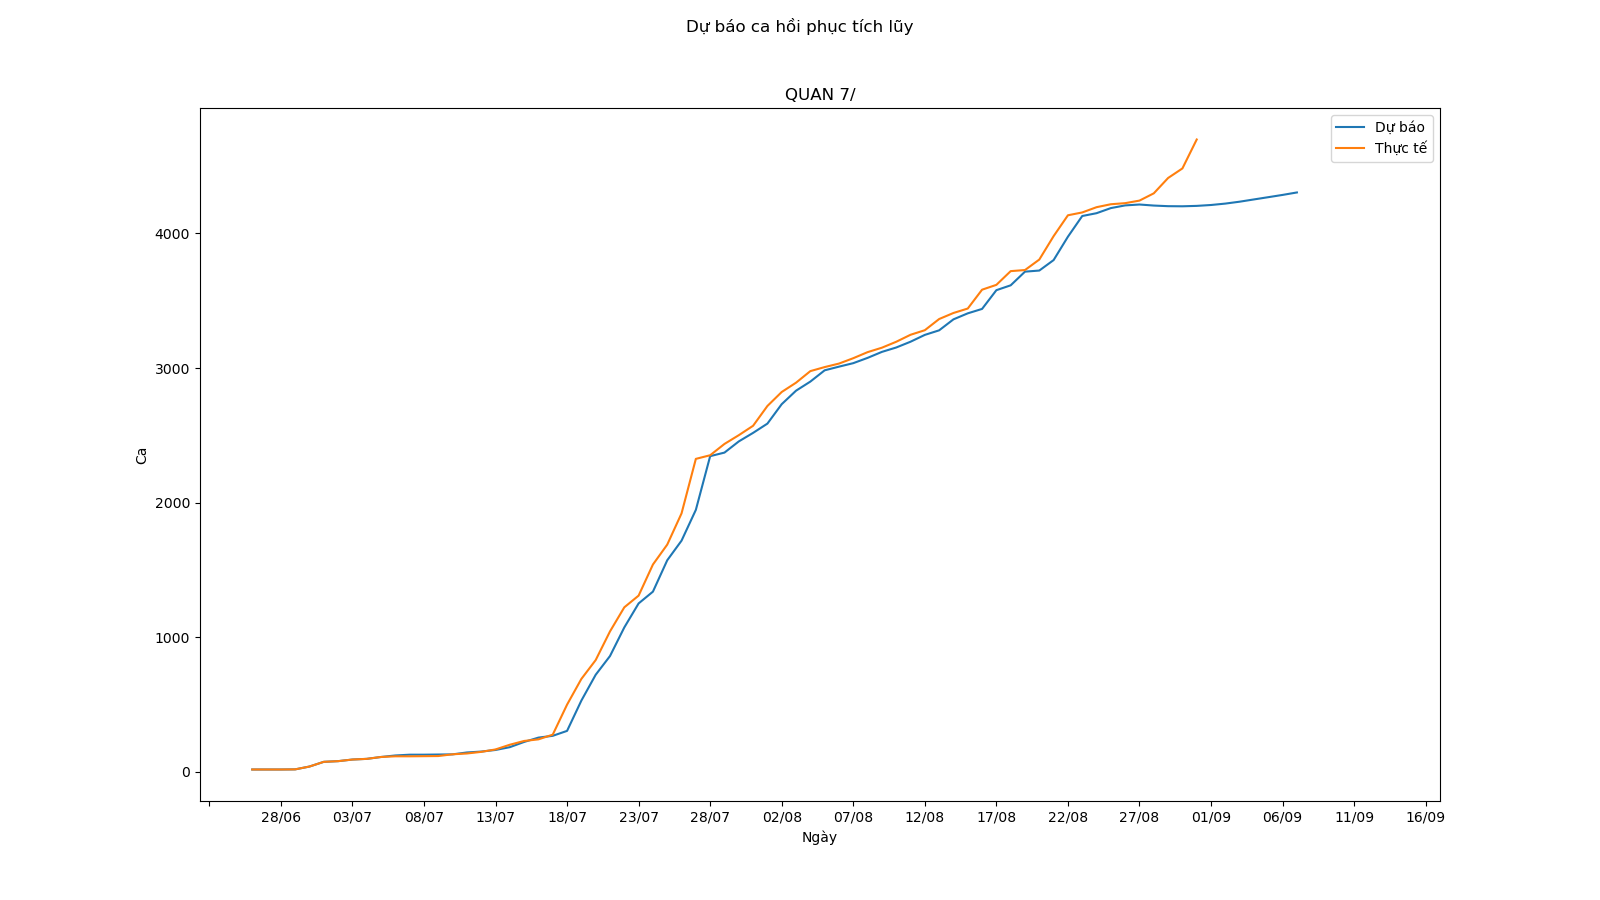 Dự báo ca hồi phục tích lũy
QUAN 7/
Dự báo
Thực tế
4000
3000
2000
1000
0
Ca
28/06 03/07 08/07 13/07 18/07 23/07 28/07 02/08 07/08 12/08 17/08 22/08 27/08 01/09 06/09 11/09 16/09
Ngày